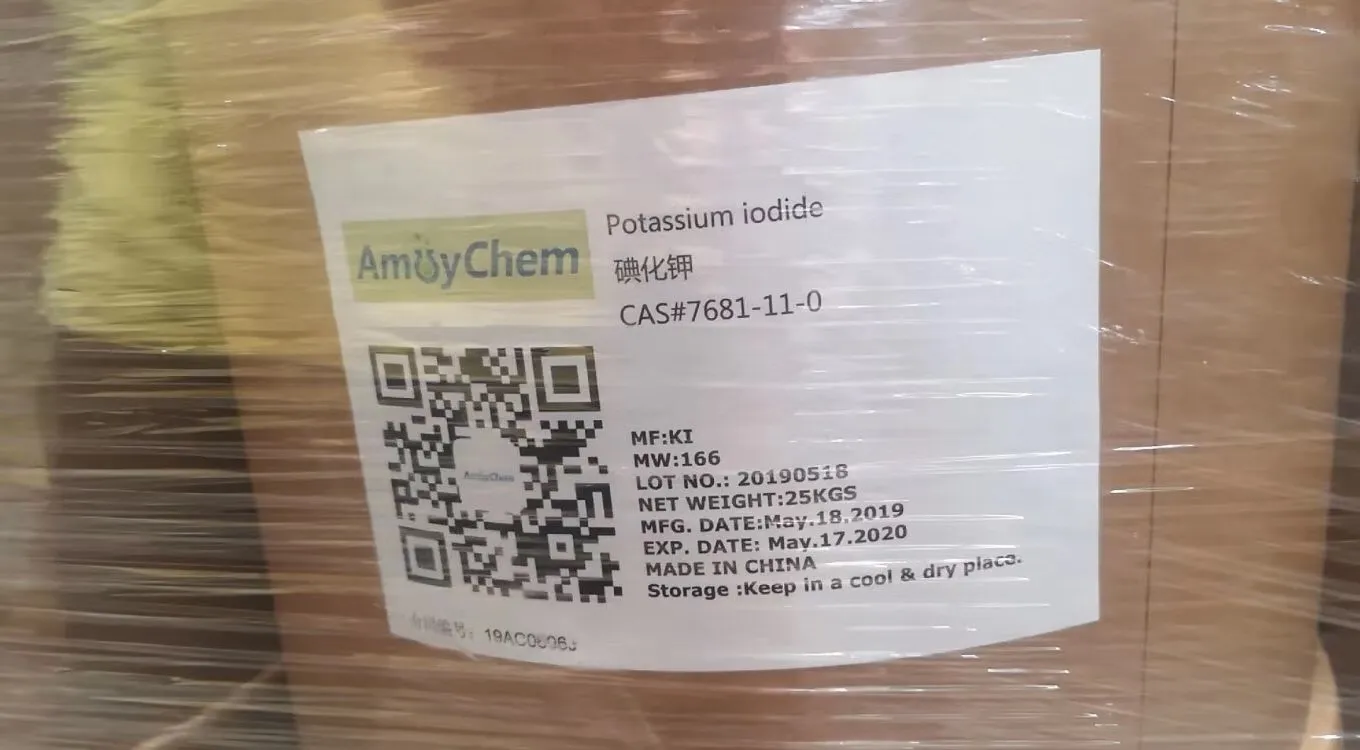 AmoyChem
Potassium iodide
碘化钾
CAS#7681-11-0
AmoyChem
MF:KI
MW:166
LOT NO.: 20190518
NET WEIGHT:25KGS
MFG. DATE:May.18.2019
EXP. DATE: May.17.2020
MADE IN CHINA
Storage :Keep in a cool & dry place.